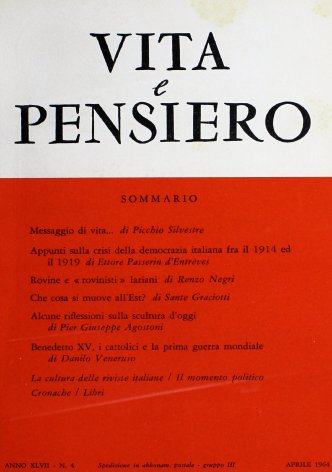 VITA
e
PENSIERO
SOMMARIO
Messaggio di vita... di Picchio Silvestre
Appunti sulla crisi della democrazia italiana fra il 1914 ed
il 1919 di Ettore Passerin d'Entrèves
Rovine e « rovinisti » lariani di Renzo Negri
Che cosa si muove all'Est? di Sante Graciotti
Alcune riflessioni sulla scultura d'oggi
di Pier Giuseppe Agostoni
Benedetto XV, i cattolici e la prima guerra mondiale
di Danilo Veneruso
La cultura delle riviste italiane / Il momento politico
Cronache / Libri
ANNO XLVII - N. 4 Spedizione in abbonam. postale - gruppo III APRILE 1964